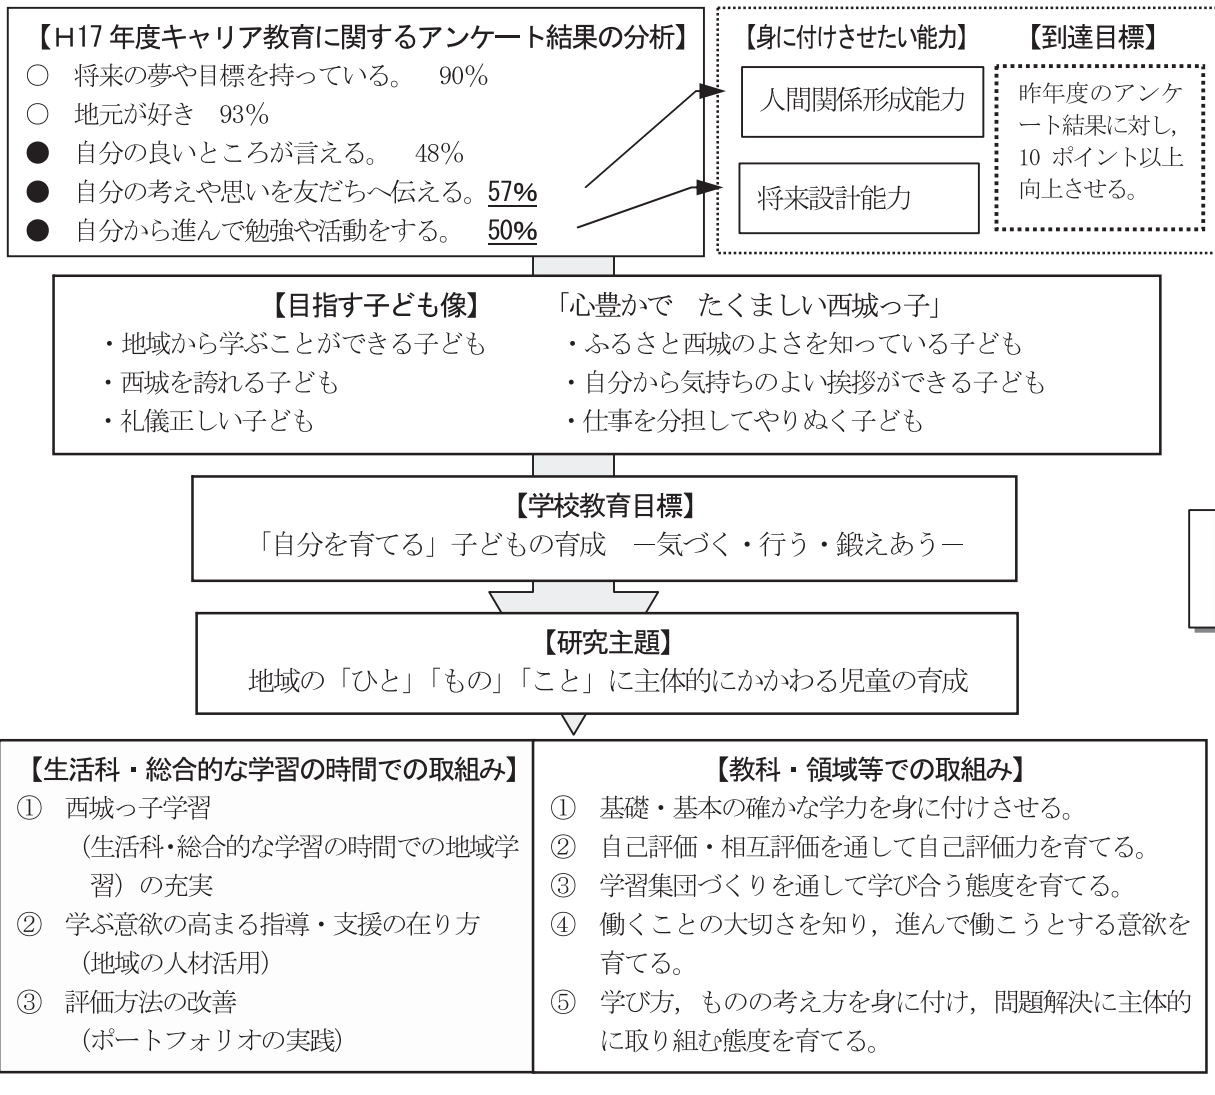 【H17年度キャリア教育に関するアンケート結果の分析】
○　将来の夢や目標を持っている。　90%
○　地元が好き　93%
●　自分の良いところが言える。　48%
●　自分の考えや思いを友だちへ伝える。57%
●　自分から進んで勉強や活動をする。　50%
【身に付けさせたい能力】
人間関係形成能力
将来設計能力
【到達目標】
昨年度のアンケ
ート結果に対し，
10 ポイント以上
向上させる。
【目指す子ども像】　「心豊かで　たくましい西城っ子」
・地域から学ぶことができる子ども　・ふるさと西城のよさを知っている子ども
・西城を誇れる子ども　・自分から気持ちのよい挨拶ができる子ども
・礼儀正しい子ども　・仕事を分担してやりぬく子ども
【学校教育目標】
「自分を育てる」子どもの育成　－気づく・行う・鍛えあう－
【研究主題】
地域の「ひと」「もの」「こと」に主体的にかかわる児童の育成
【生活科・総合的な学習の時間での取組み】
①　西城っ子学習
（生活科・総合的な学習の時間での地域学
習）の充実
②　学ぶ意欲の高まる指導・支援の在り方
（地域の人材活用）
③　評価方法の改善
（ポートフォリオの実践）
【教科・領域等での取組み】
①　基礎・基本の確かな学力を身に付けさせる。
②　自己評価・相互評価を通して自己評価力を育てる。
③　学習集団づくりを通して学び合う態度を育てる。
④　働くことの大切さを知り，進んで働こうとする意欲を
育てる。
⑤　学び方，ものの考え方を身に付け，問題解決に主体的
に取り組む態度を育てる。